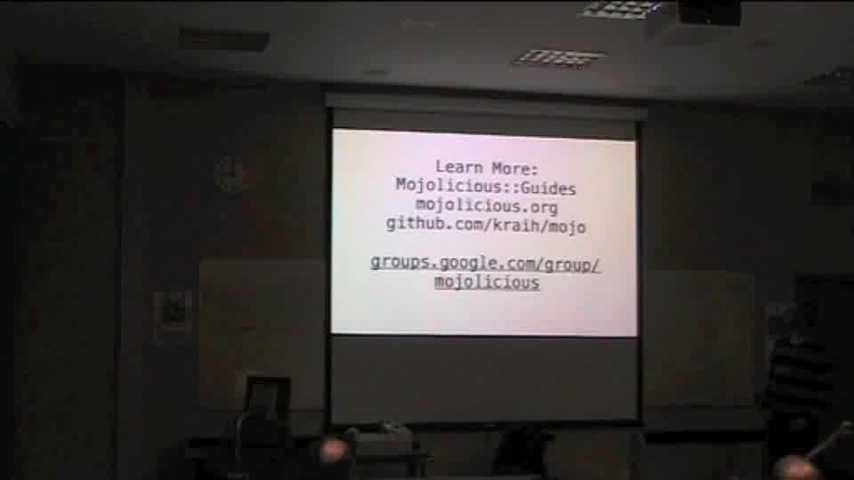 Learn More:
Mojolicious::Guides
mojolicious.org
github.com/kraih/mojo
groups.google.com/group/
mojolicious